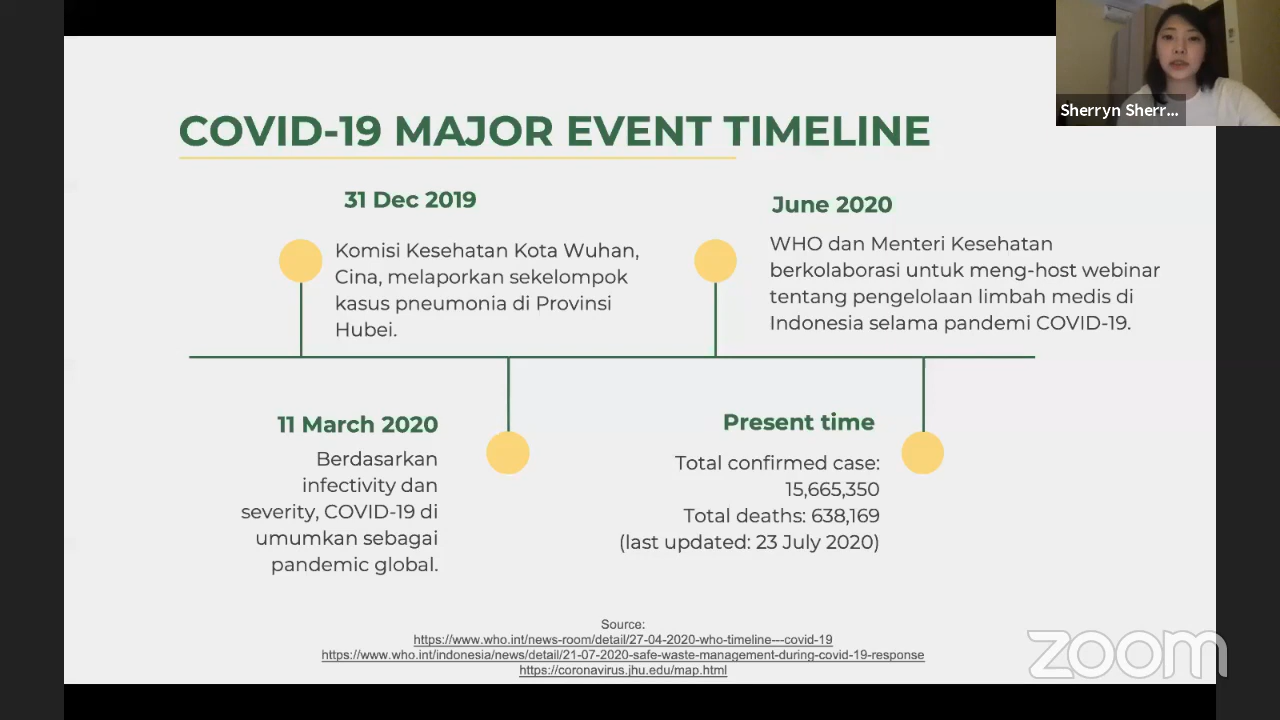 COVID-19 MAJOR EVENT TIMELINE
31 Dec 2019
Komisi Kesehatan Kota Wuhan,
Cina, melaporkan sekelompok
kasus pneumonia di Provinsi
Hubei.
June 2020
WHO dan Menteri Kesehatan
berkolaborasi untuk meng-host webinar
tentang pengelolaan limbah medis di
Indonesia selama pandemi COVID-19.
11 March 2020
Berdasarkan
infectivity dan
severity, COVID-19 di
umumkan sebagai
pandemic global.
Present time
Total confirmed case:
15,665,350
Total deaths: 638,169
(last updated: 23 July 2020)
Source:
https://www.who.int/news-room/detail/27-04-2020-who-timeline---covid-19
https://www.who.int/indonesia/news/detail/21-07-2020-safe-waste-management-during-covid-19-response
https://coronavirus.jhu.edu/map.html
Sherryn Sherr...
zoom